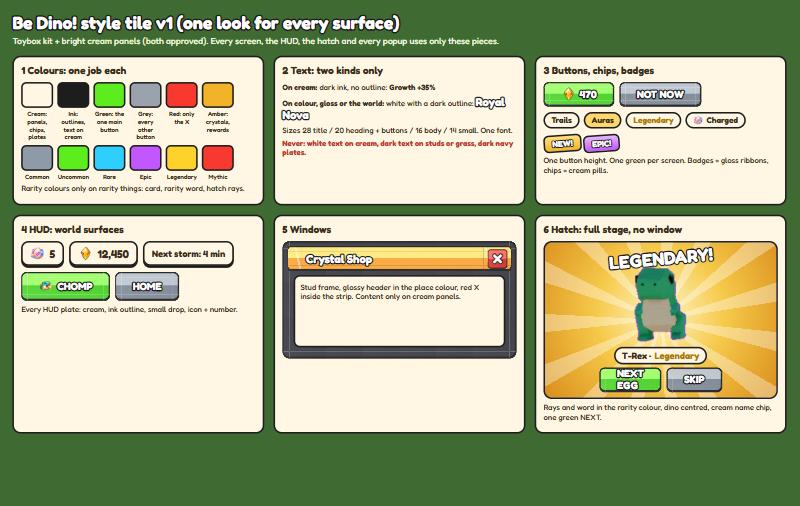 Be Dino! style tile v1 (one look for every surface)
Toybox kit + bright cream panels (both approved). Every screen, the HUD, the hatch and every popup uses only these pieces.
1 Colours: one job each
Cream: panels, chips, plates
Ink: outlines, text on cream
Green: the one main button
Grey: every other button
Red: only the X
Amber: crystals, rewards
Common
Uncommon
Rare
Epic
Legendary
Mythic
Rarity colours only on rarity things: card, rarity word, hatch rays.
2 Text: two kinds only
On cream: dark ink, no outline: Growth +35%
On colour, gloss or the world: white with a dark outline: Royal
Nova
Sizes 28 title / 20 heading + buttons / 16 body / 14 small. One font.
Never: white text on cream, dark text on studs or grass, dark navy
plates.
3 Buttons, chips, badges
470
NOT NOW
Trails
Auras
Legendary
Charged
NEW!
EPIC!
One button height. One green per screen. Badges = gloss ribbons,
chips = cream pills.
4 HUD: world surfaces
5
12,450
Next storm: 4 min
CHOMP
HOME
Every HUD plate: cream, ink outline, small drop, icon + number.
5 Windows
Crystal Shop
X
Stud frame, glossy header in the place colour, red X
inside the strip. Content only on cream panels.
6 Hatch: full stage, no window
LEGENDARY!
T-Rex · Legendary
NEXT
EGG
SKIP
Rays and word in the rarity colour, dino centred, cream name chip,
one green NEXT.